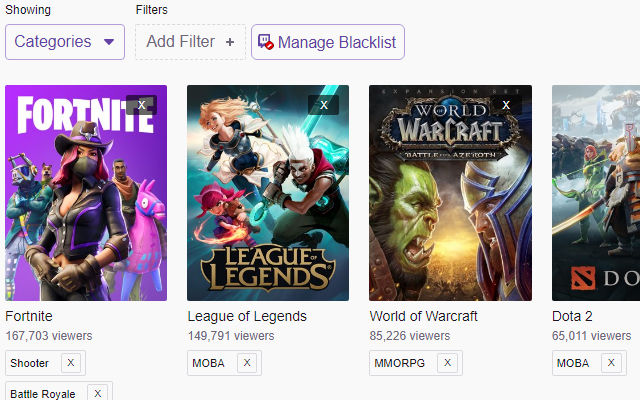 Showing
Filters
Categories
Add Filter +
Manage Blacklist
FORTNITE
X
X
EXPANSION SET
WORLD
OF
WARCRAFT
BATTLE FOR AZEROTH
X
LEAGUE OF
LEGENDS
DO
Fortnite
League of Legends
World of Warcraft
Dota 2
167,703 viewers
149,791 viewers
85,226 viewers
65,011 viewers
Shooter X
MOBA X
MMORPG X
MOBA X
Battle Royale X